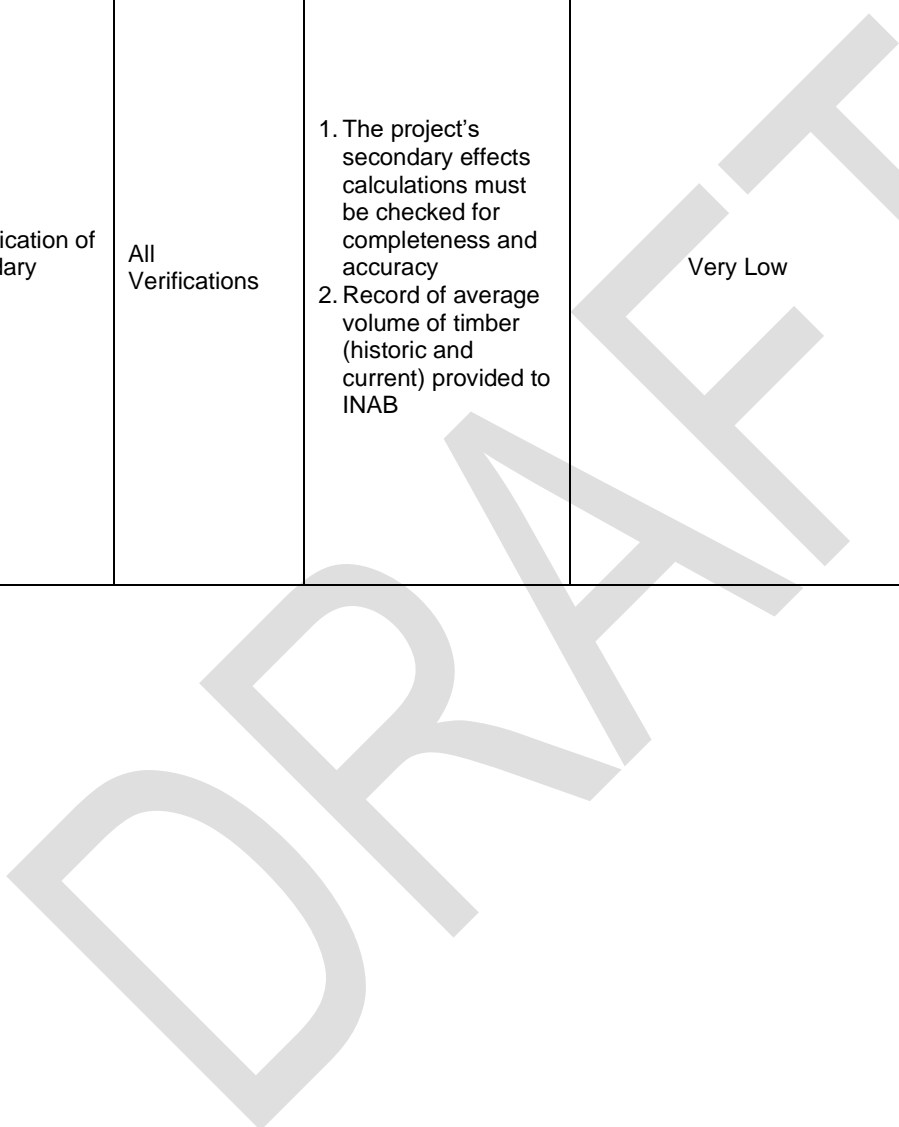 ication of
lary
All
Verifications
1. The project’s
secondary effects
calculations must
be checked for
completeness and
accuracy
2. Record of average
volume of timber
(historic and
current) provided to
INAB
Very Low
DRAFT